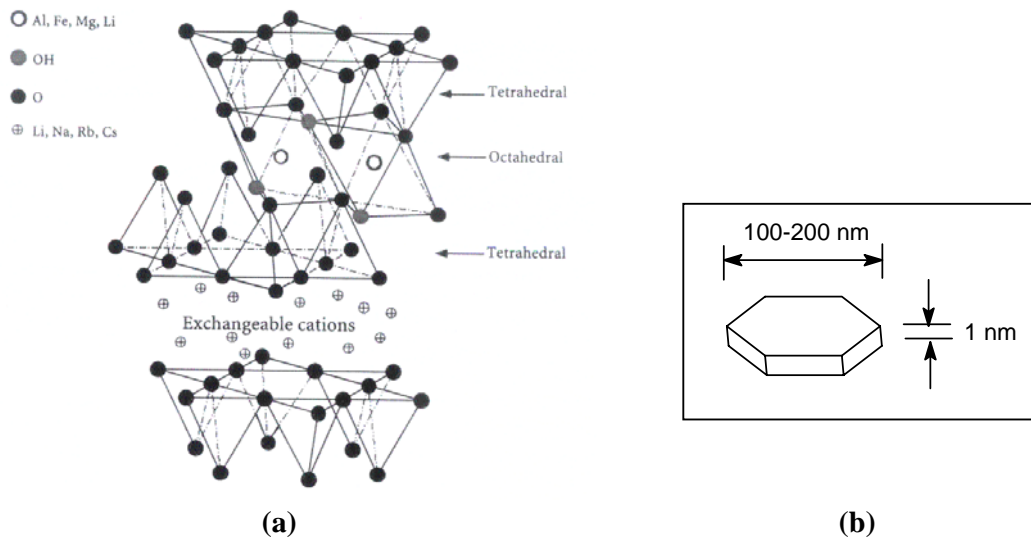 Al, Fe, Mg, Li
OH
O
Li, Na, Rb, Cs
Tetrahedral
Octahedral
Tetrahedral
Exchangeable cations
100-200 nm
1 nm
(a)
(b)